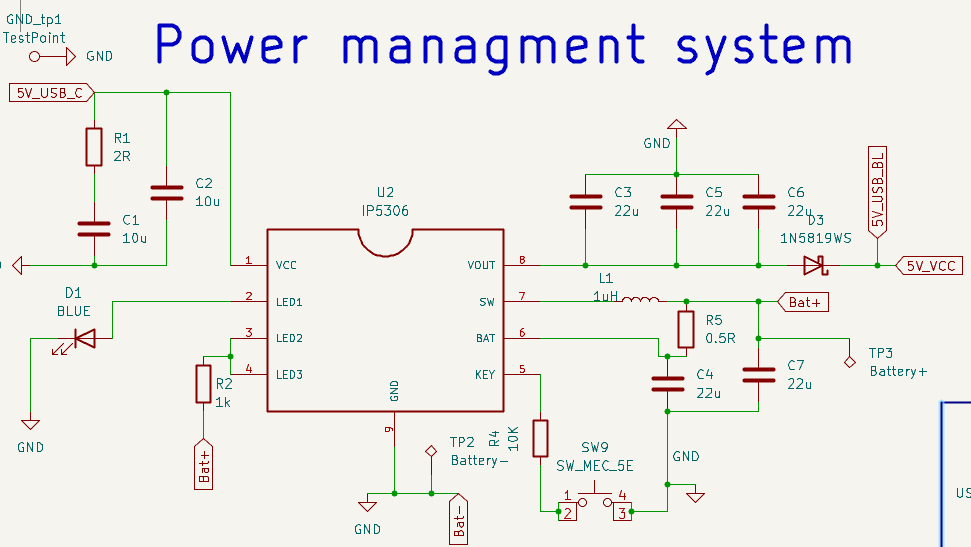 GND_tp1
TestPoint
GND
Power managment system
5V_USB_C
R1
2R
C2
10u
C1
10u
D1
BLUE
GND
R2
1k
Bat+
U2
IP5306
1
VCC
2
LED1
3
LED2
4
LED3
VOUT
8
SW
7
BAT
6
KEY
5
GND
9
GND
TP2
Battery-
Bat-
R4
10K
SW9
SW_MEC_5E
1
2
4
3
GND
GND
C3
22u
C5
22u
C6
22u
D3
1N5819WS
5V_USB_BL
5V_VCC
L1
1uH
Bat+
R5
0.5R
C4
22u
C7
22u
TP3
Battery+
US